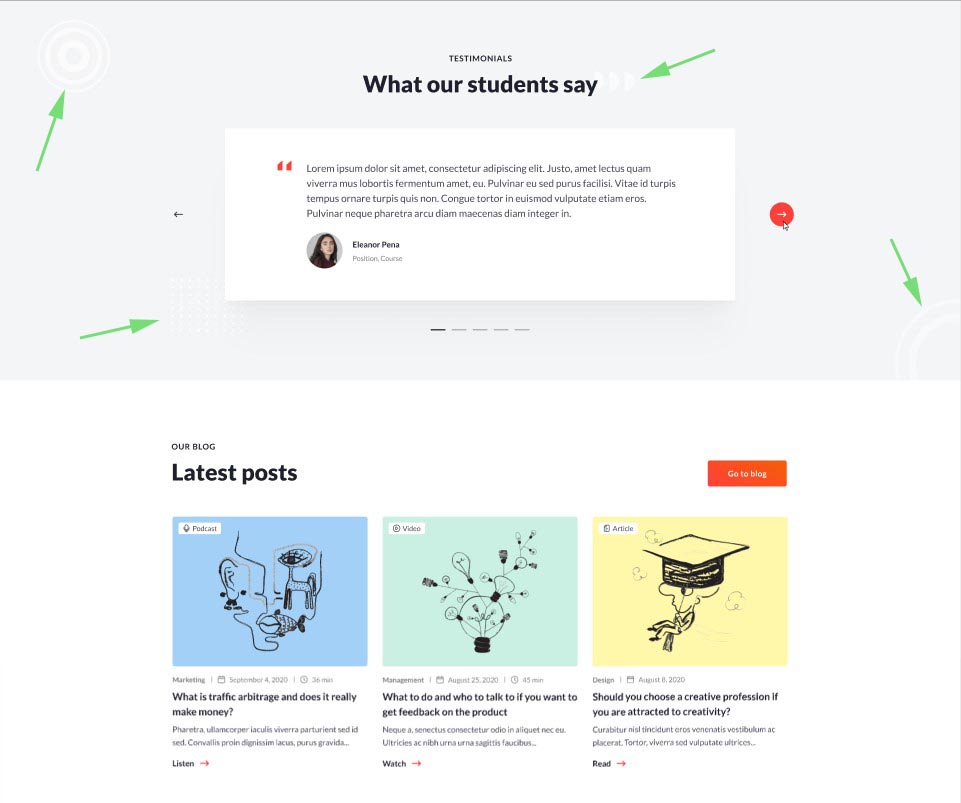 TESTIMONIALS
What our students say
Lorem ipsum dolor sit amet, consectetur adipiscing elit. Justo, amet lectus quam
viverra mus lobortis fermentum amet, eu. Pulvinar eu sed purus facilisi. Vitae id turpis
tempus ornare turpis quis non. Congue tortor in euismod vulputate etiam eros.
Pulvinar neque pharetra arcu diam maecenas diam integer in.
Eleanor Pena
Position, Course
OUR BLOG
Latest posts
Go to blog
Podcast
Marketing | September 4, 2020 | 36 min
What is traffic arbitrage and does it really
make money?
Pharetra, ullamcorper iaculis viverra parturient sed id
sed. Convallis proin dignissim lacus, purus gravida...
Listen
Video
Management | August 25, 2020 | 45 min
What to do and who to talk to if you want to
get feedback on the product
Neque a, senectus consectetur odio in aliquet nec eu.
Ultricies ac nibh urna urna sagittis faucibus...
Watch
Article
Design | August 8, 2020
Should you choose a creative profession if
you are attracted to creativity?
Curabitur nisl tincidunt eros venenatis vestibulum ac
placerat. Tortor, viverra sed vulputate ultrices...
Read